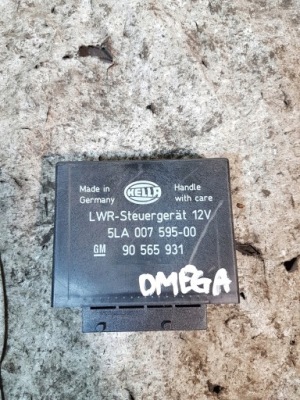 Made in Germany
HELLA
Handle with care
LWR-Steuergerät 12V
5LA 007 595-00
GM 90 565 931
OMEGA